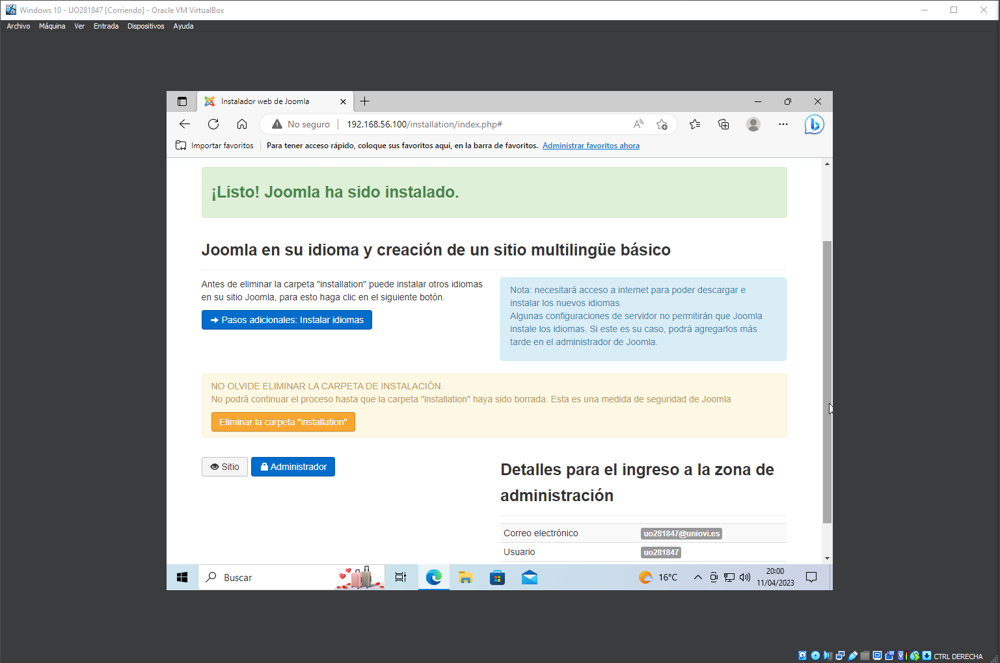 Windows 10 - UO281847 [Corriendo] - Oracle VM VirtualBox
Archivo Máquina Ver Entrada Dispositivos Ayuda
Instalador web de Joomla
No seguro 192.168.56.100/installation/index.php#
Importar favoritos Para tener acceso rápido, coloque sus favoritos aquí, en la barra de favoritos. Administrar favoritos ahora
¡Listo! Joomla ha sido instalado.
Joomla en su idioma y creación de un sitio multilingüe básico
Antes de eliminar la carpeta "installation" puede instalar otros idiomas
en su sitio Joomla, para esto haga clic en el siguiente botón.
Pasos adicionales: Instalar idiomas
Nota: necesitará acceso a internet para poder descargar e
instalar los nuevos idiomas.
Algunas configuraciones de servidor no permitirán que Joomla
instale los idiomas. Si este es su caso, podrá agregarlos más
tarde en el administrador de Joomla.
NO OLVIDE ELIMINAR LA CARPETA DE INSTALACIÓN.
No podrá continuar el proceso hasta que la carpeta "installation" haya sido borrada. Esta es una medida de seguridad de Joomla
Eliminar la carpeta "installation"
Sitio Administrador
Detalles para el ingreso a la zona de
administración
Correo electrónico uo281847@uniovi.es
Usuario uo281847
Buscar
16°C
20:00
11/04/2023
CTRL DERECHA